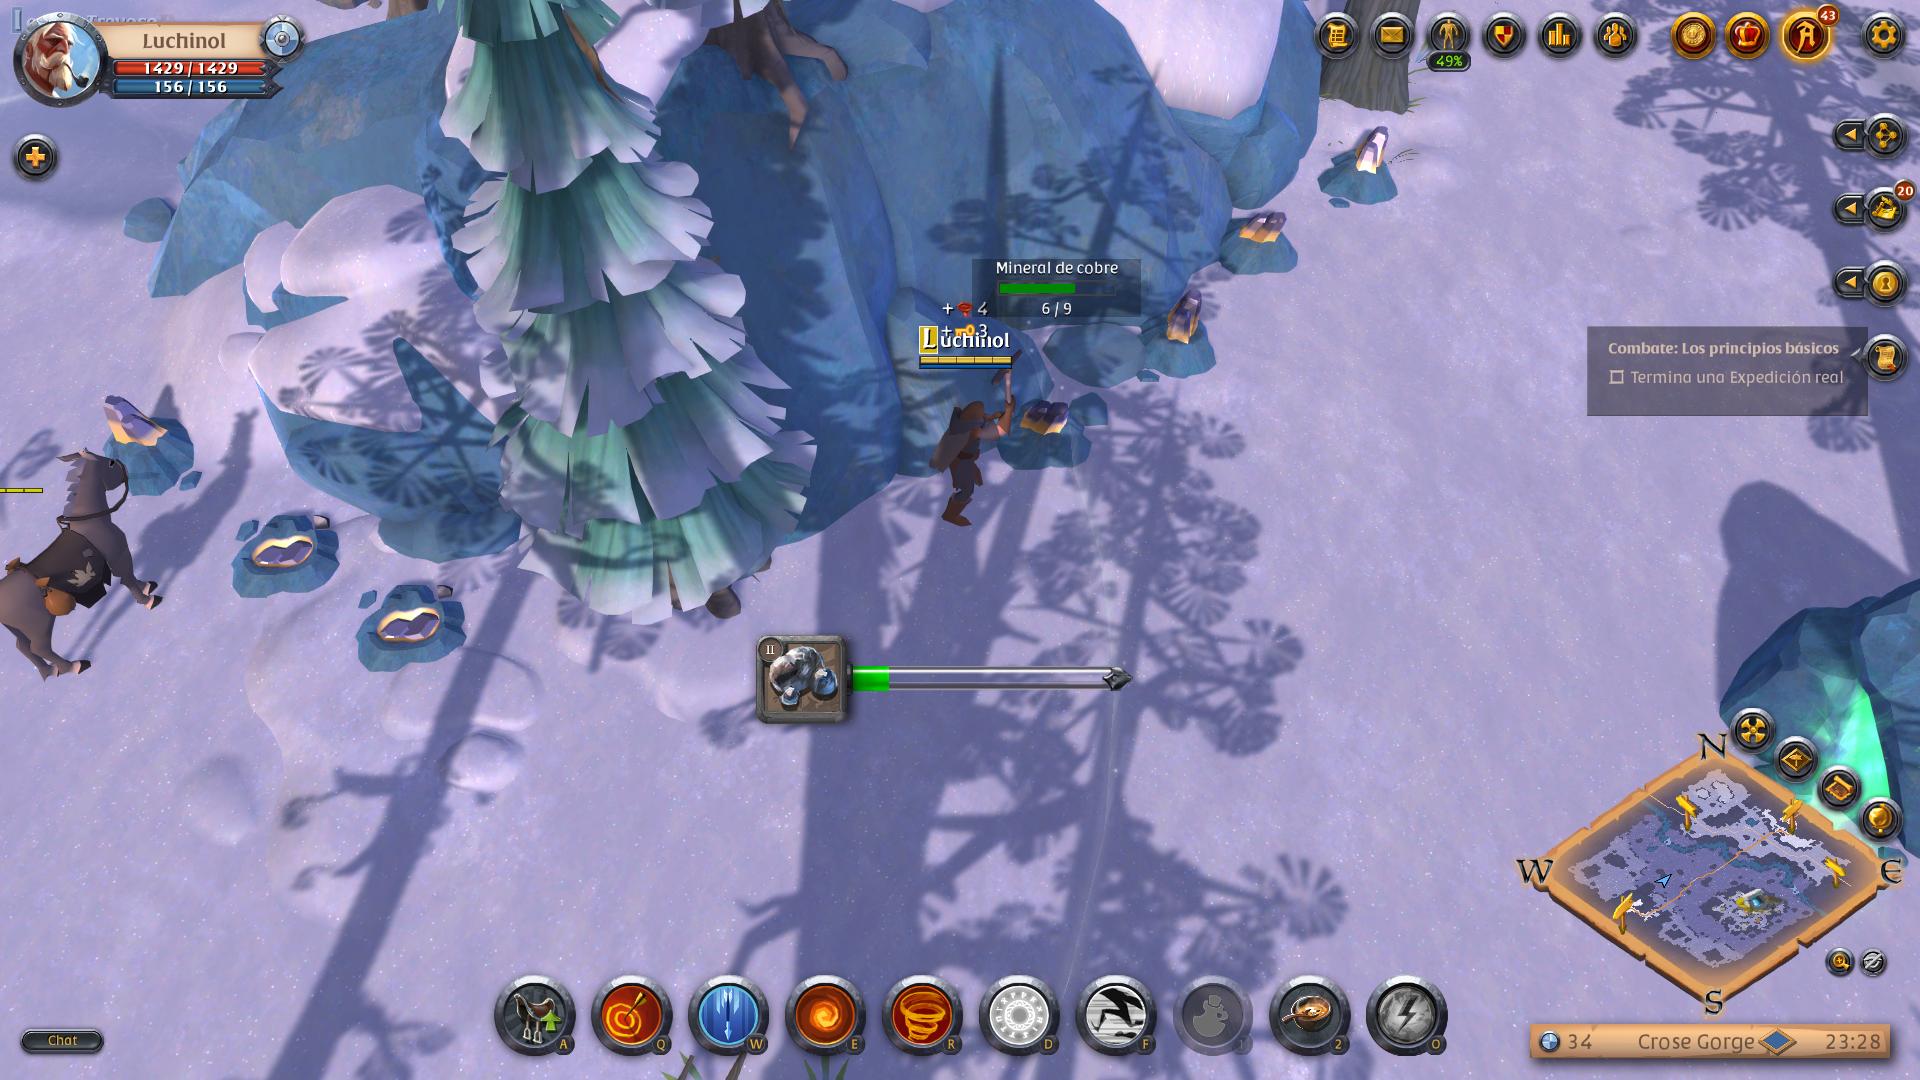 Luchinol
1429/1429
156/156
49%
43
20
Mineral de cobre
6/9
+ 4
+ 3
Luchinol
Combate: Los principios básicos
Termina una Expedición real
II
N
W
E
S
A
Q
W
E
R
D
F
1
2
O
Chat
34
Crose Gorge
23:28